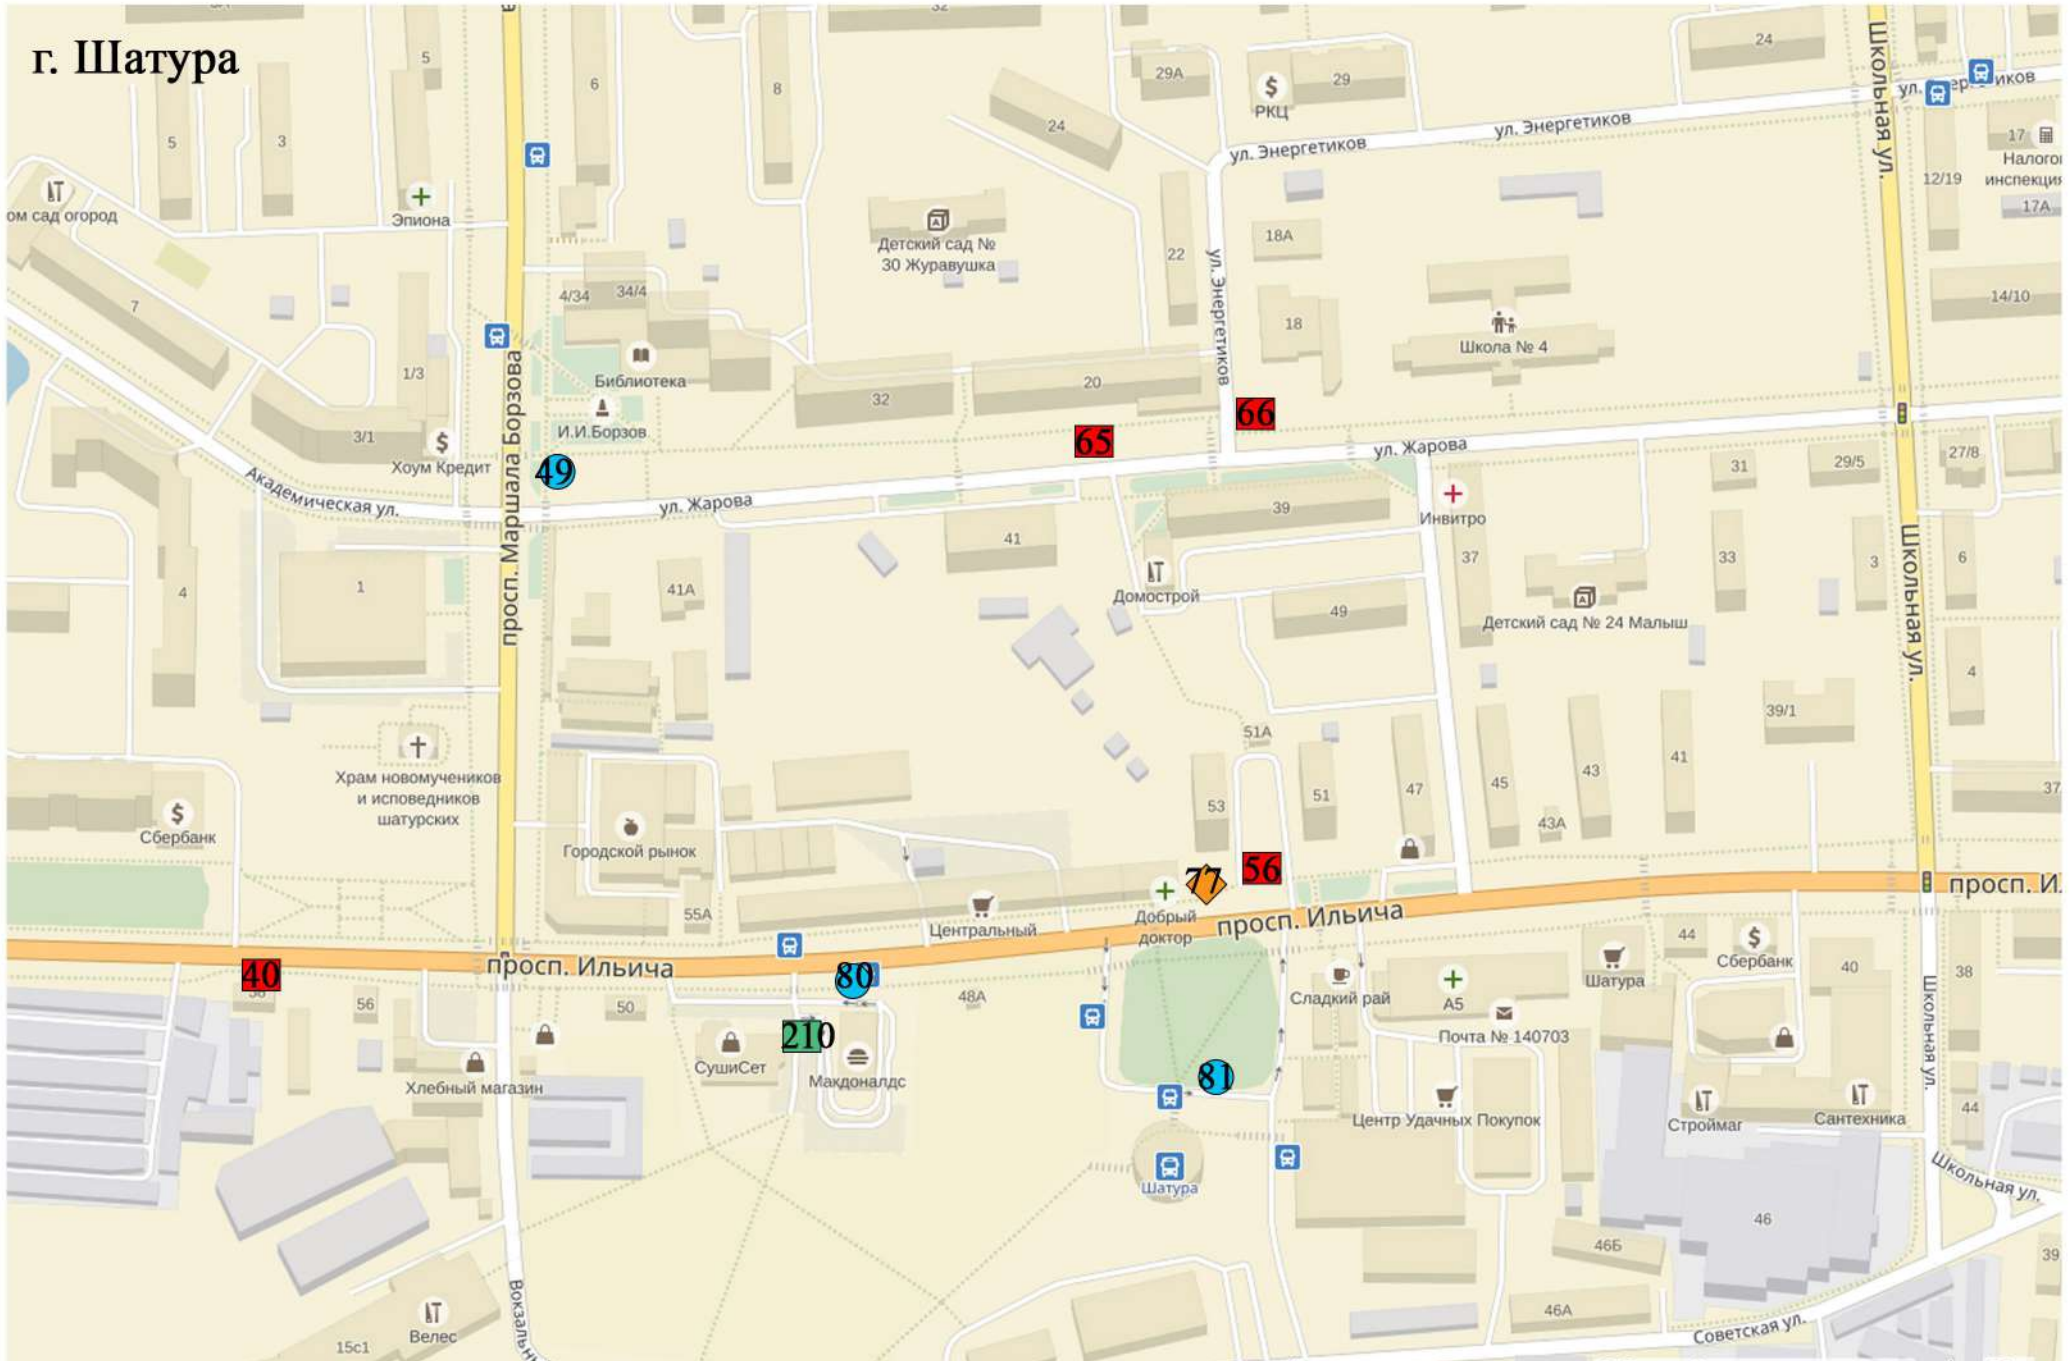 г. Шатура
5
3
5
6
8
32
24
29А
29
РКЦ
24
ул. Энергетиков
ул. Энергетиков
Школьная ул.
17
Налого
инспекция
17А
12/19
14/10
ом сад огород
Эпиона
7
Детский сад №
30 Журавушка
22
18А
18
ул. Энергетиков
Школа № 4
4/34
34/4
1/3
3/1
Библиотека
И.И.Борзов
32
20
65
66
49
Хоум Кредит
просп. Маршала Борзова
Академическая ул.
ул. Жарова
ул. Жарова
31
29/5
27/8
39
Инвитро
41
37
33
3
6
Школьная ул.
4
1
41А
Домострой
49
Детский сад № 24 Малыш
4
39/1
51А
Храм новомучеников
и исповедников
шатурских
Сбербанк
Городской рынок
53
51
47
45
43
41
43А
37
55А
Центральный
77
56
Добрый
доктор
просп. Ильича
просп. И.
просп. Ильича
40
56
50
80
48А
210
СушиСет
Макдоналдс
Сладкий рай
А5
Почта № 140703
Шатура
44
Сбербанк
40
38
Школьная ул.
Хлебный магазин
81
Центр Удачных Покупок
Строймаг
Сантехника
44
Шатура
Школьная ул.
46
46Б
46А
39
Советская ул.
Велес
15с1
Вокзальн